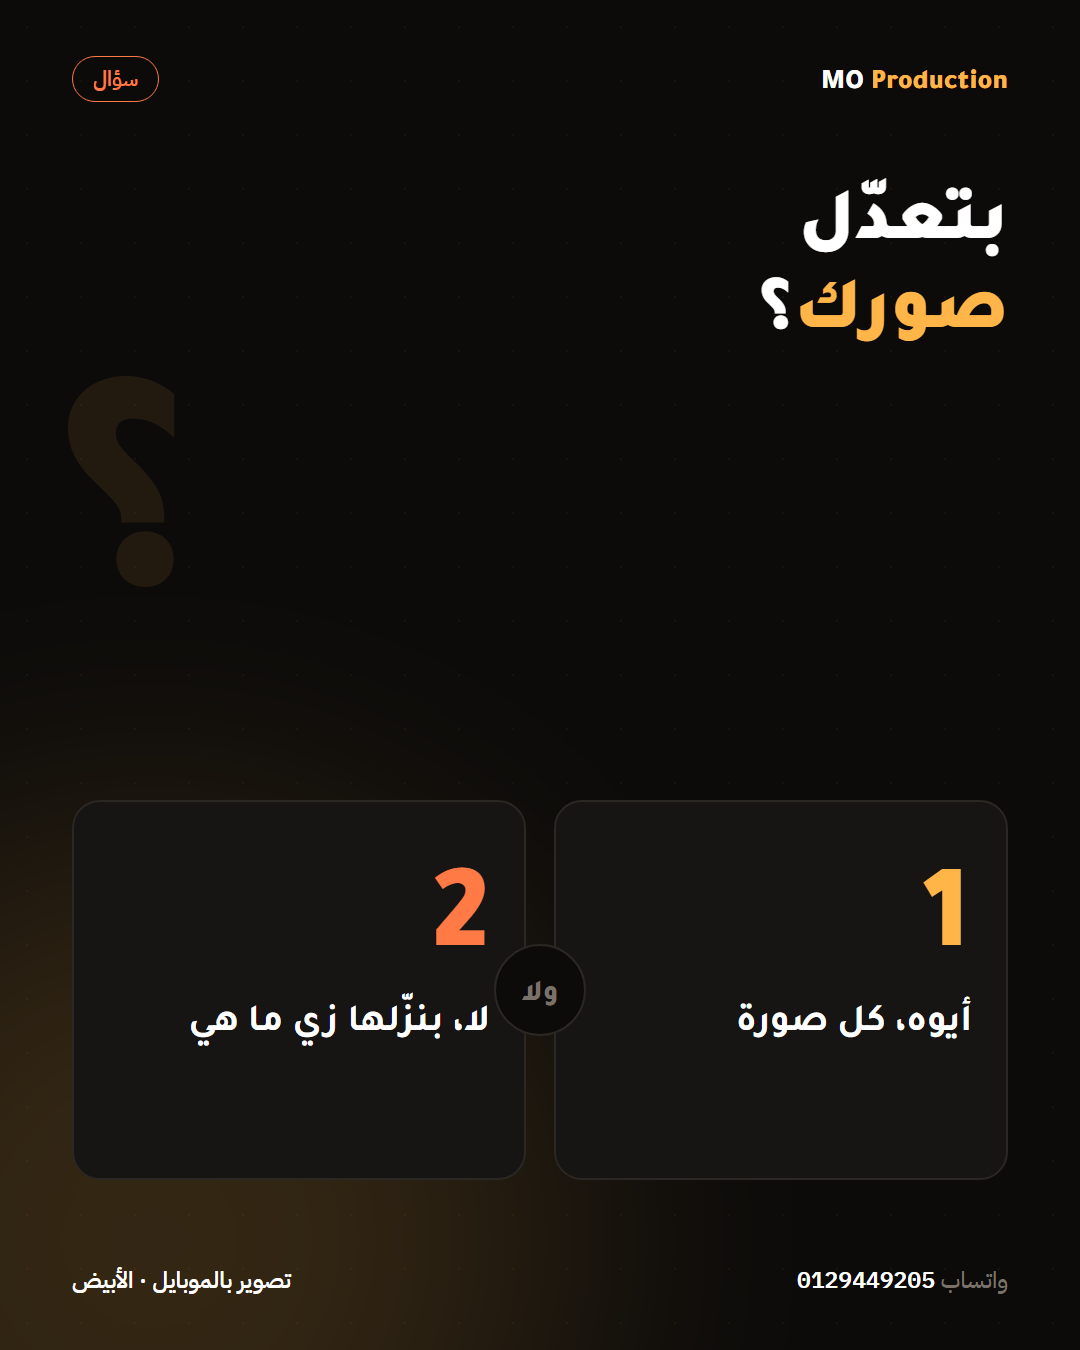 MO Production
سؤال
بتعدّل
صورك؟
؟
1
أيوه، كل صورة
ولا
2
لا، بننزّلها زي ما هي
واتساب 0129449205
تصوير بالموبايل · الأبيض